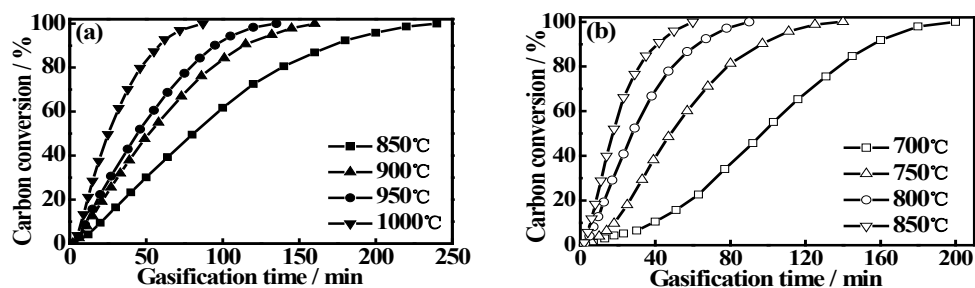 (a)
Carbon conversion / %
100
80
60
40
20
0
850℃
900℃
950℃
1000℃
0 50 100 150 200 250
Gasification time / min
(b)
Carbon conversion / %
100
80
60
40
20
0
700℃
750℃
800℃
850℃
0 40 80 120 160 200
Gasification time / min